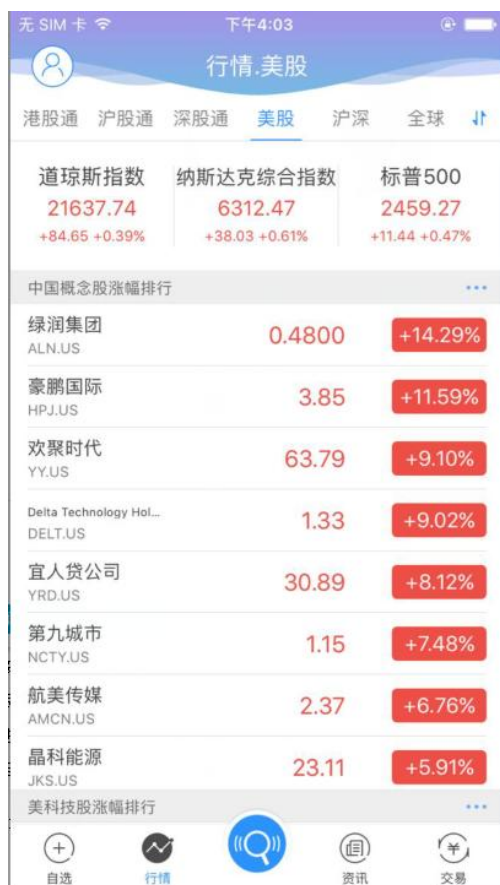 无 SIM 卡 下午4:03
行情.美股
港股通 沪股通 深股通 美股 沪深 全球
道琼斯指数 纳斯达克综合指数 标普500
21637.74 6312.47 2459.27
+84.65 +0.39% +38.03 +0.61% +11.44 +0.47%
中国概念股涨幅排行
绿润集团
ALN.US
0.4800 +14.29%
豪鹏国际
HPJ.US
3.85 +11.59%
欢聚时代
YY.US
63.79 +9.10%
Delta Technology Hol...
DELT.US
1.33 +9.02%
宜人贷公司
YRD.US
30.89 +8.12%
第九城市
NCTY.US
1.15 +7.48%
航美传媒
AMCN.US
2.37 +6.76%
晶科能源
JKS.US
23.11 +5.91%
美科技股涨幅排行
自选 行情 资讯 交易